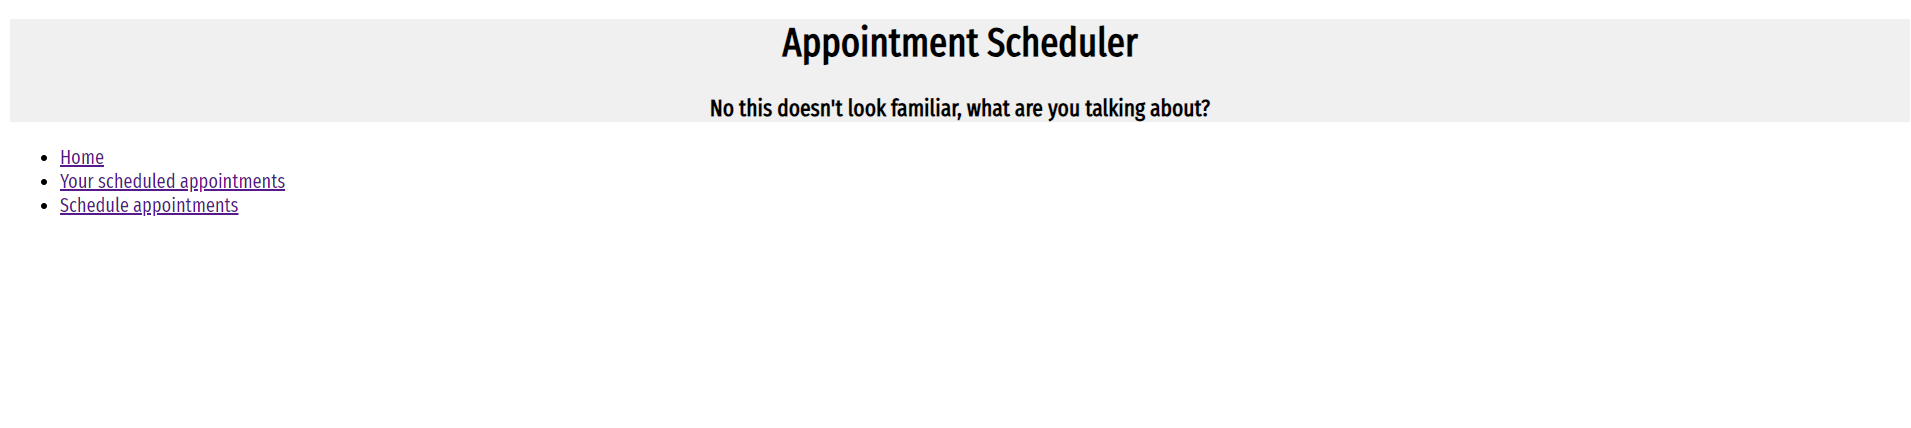 Appointment Scheduler
No this doesn't look familiar, what are you talking about?
Home
Your scheduled appointments
Schedule appointments